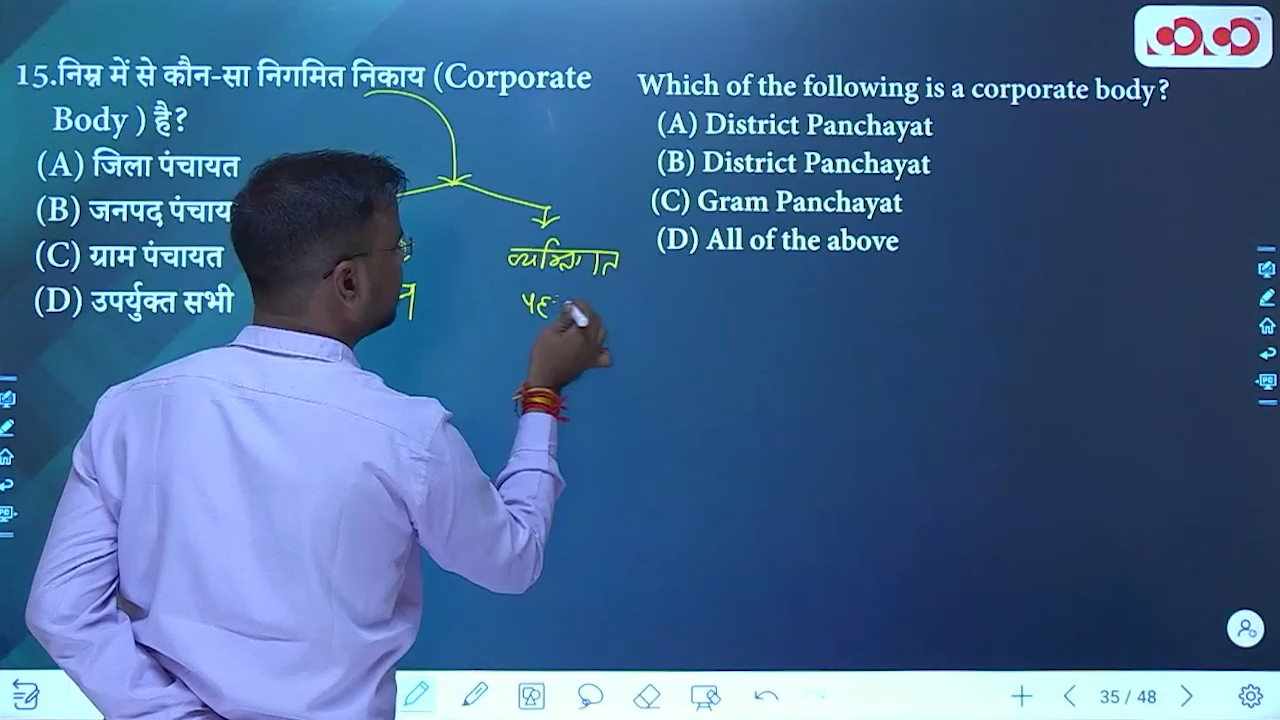 15.निम्न में से कौन-सा निगमित निकाय (Corporate
Body ) है?
(A) जिला पंचायत
(B) जनपद पंचाय
(C) ग्राम पंचायत
(D) उपर्युक्त सभी
व्यक्तिगत
पह
Which of the following is a corporate body?
(A) District Panchayat
(B) District Panchayat
(C) Gram Panchayat
(D) All of the above
35 / 48